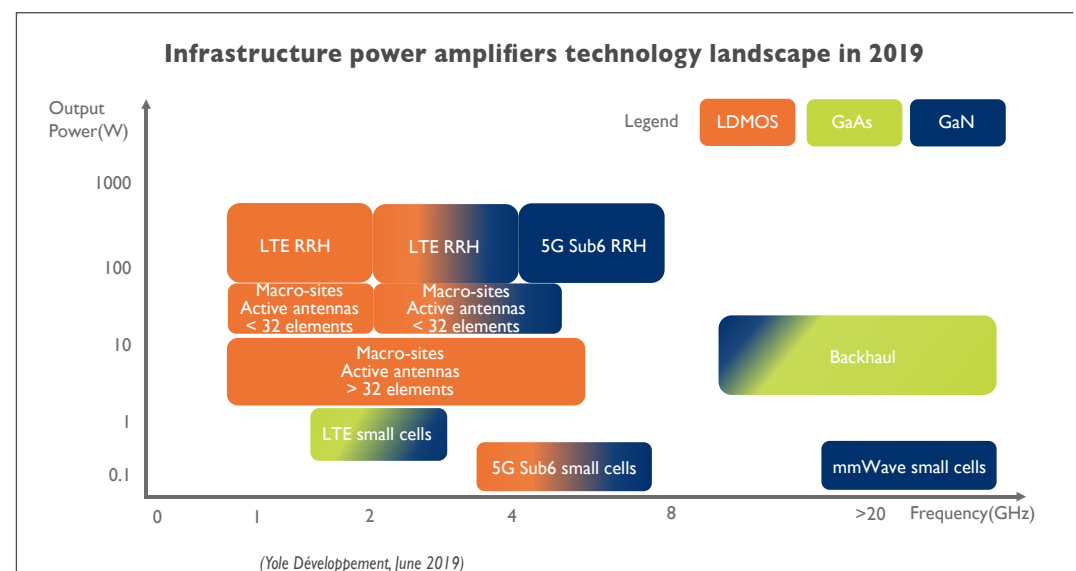 Infrastructure power amplifiers technology landscape in 2019
Output
Power(W)
Legend
LDMOS
GaAs
GaN
1000
100
10
1
0.1
LTE RRH
LTE RRH
5G Sub6 RRH
Macro-sites
Active antennas
< 32 elements
Macro-sites
Active antennas
< 32 elements
Macro-sites
Active antennas
> 32 elements
Backhaul
LTE small cells
5G Sub6 small cells
mmWave small cells
0
1
2
4
8
>20
Frequency(GHz)
(Yole Développement, June 2019)